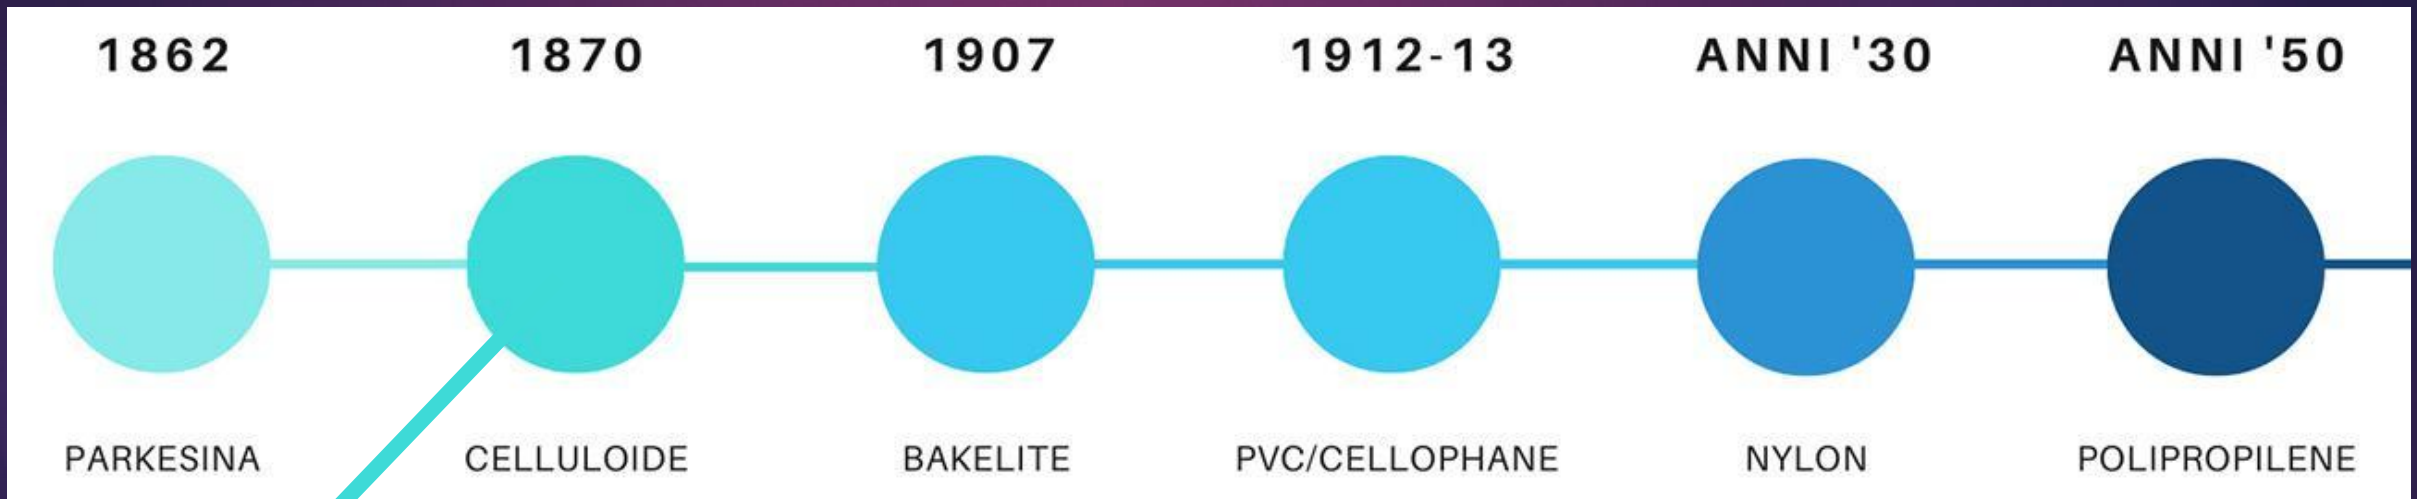 1862
1870
1907
1912-13
ANNI '30
ANNI '50
PARKESINA
CELLULOIDE
BAKELITE
PVC/CELLOPHANE
NYLON
POLIPROPILENE